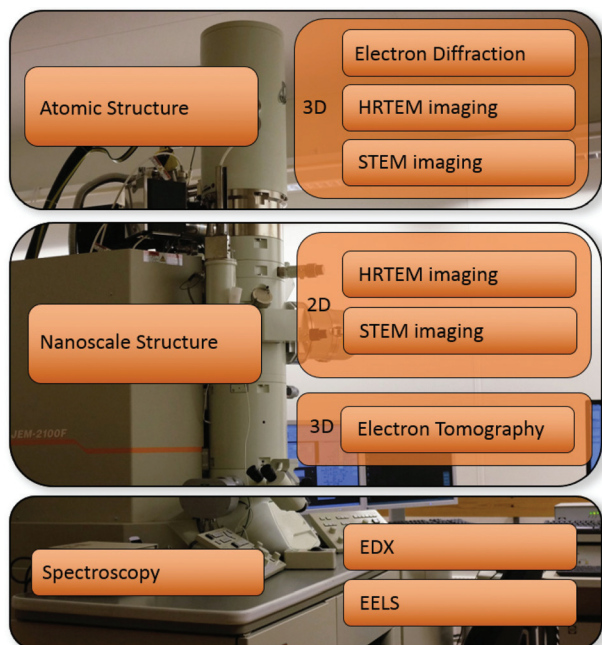 Atomic Structure
3D
Electron Diffraction
HRTEM imaging
STEM imaging
Nanoscale Structure
2D
HRTEM imaging
STEM imaging
3D
Electron Tomography
JEM-2100F
Spectroscopy
EDX
EELS